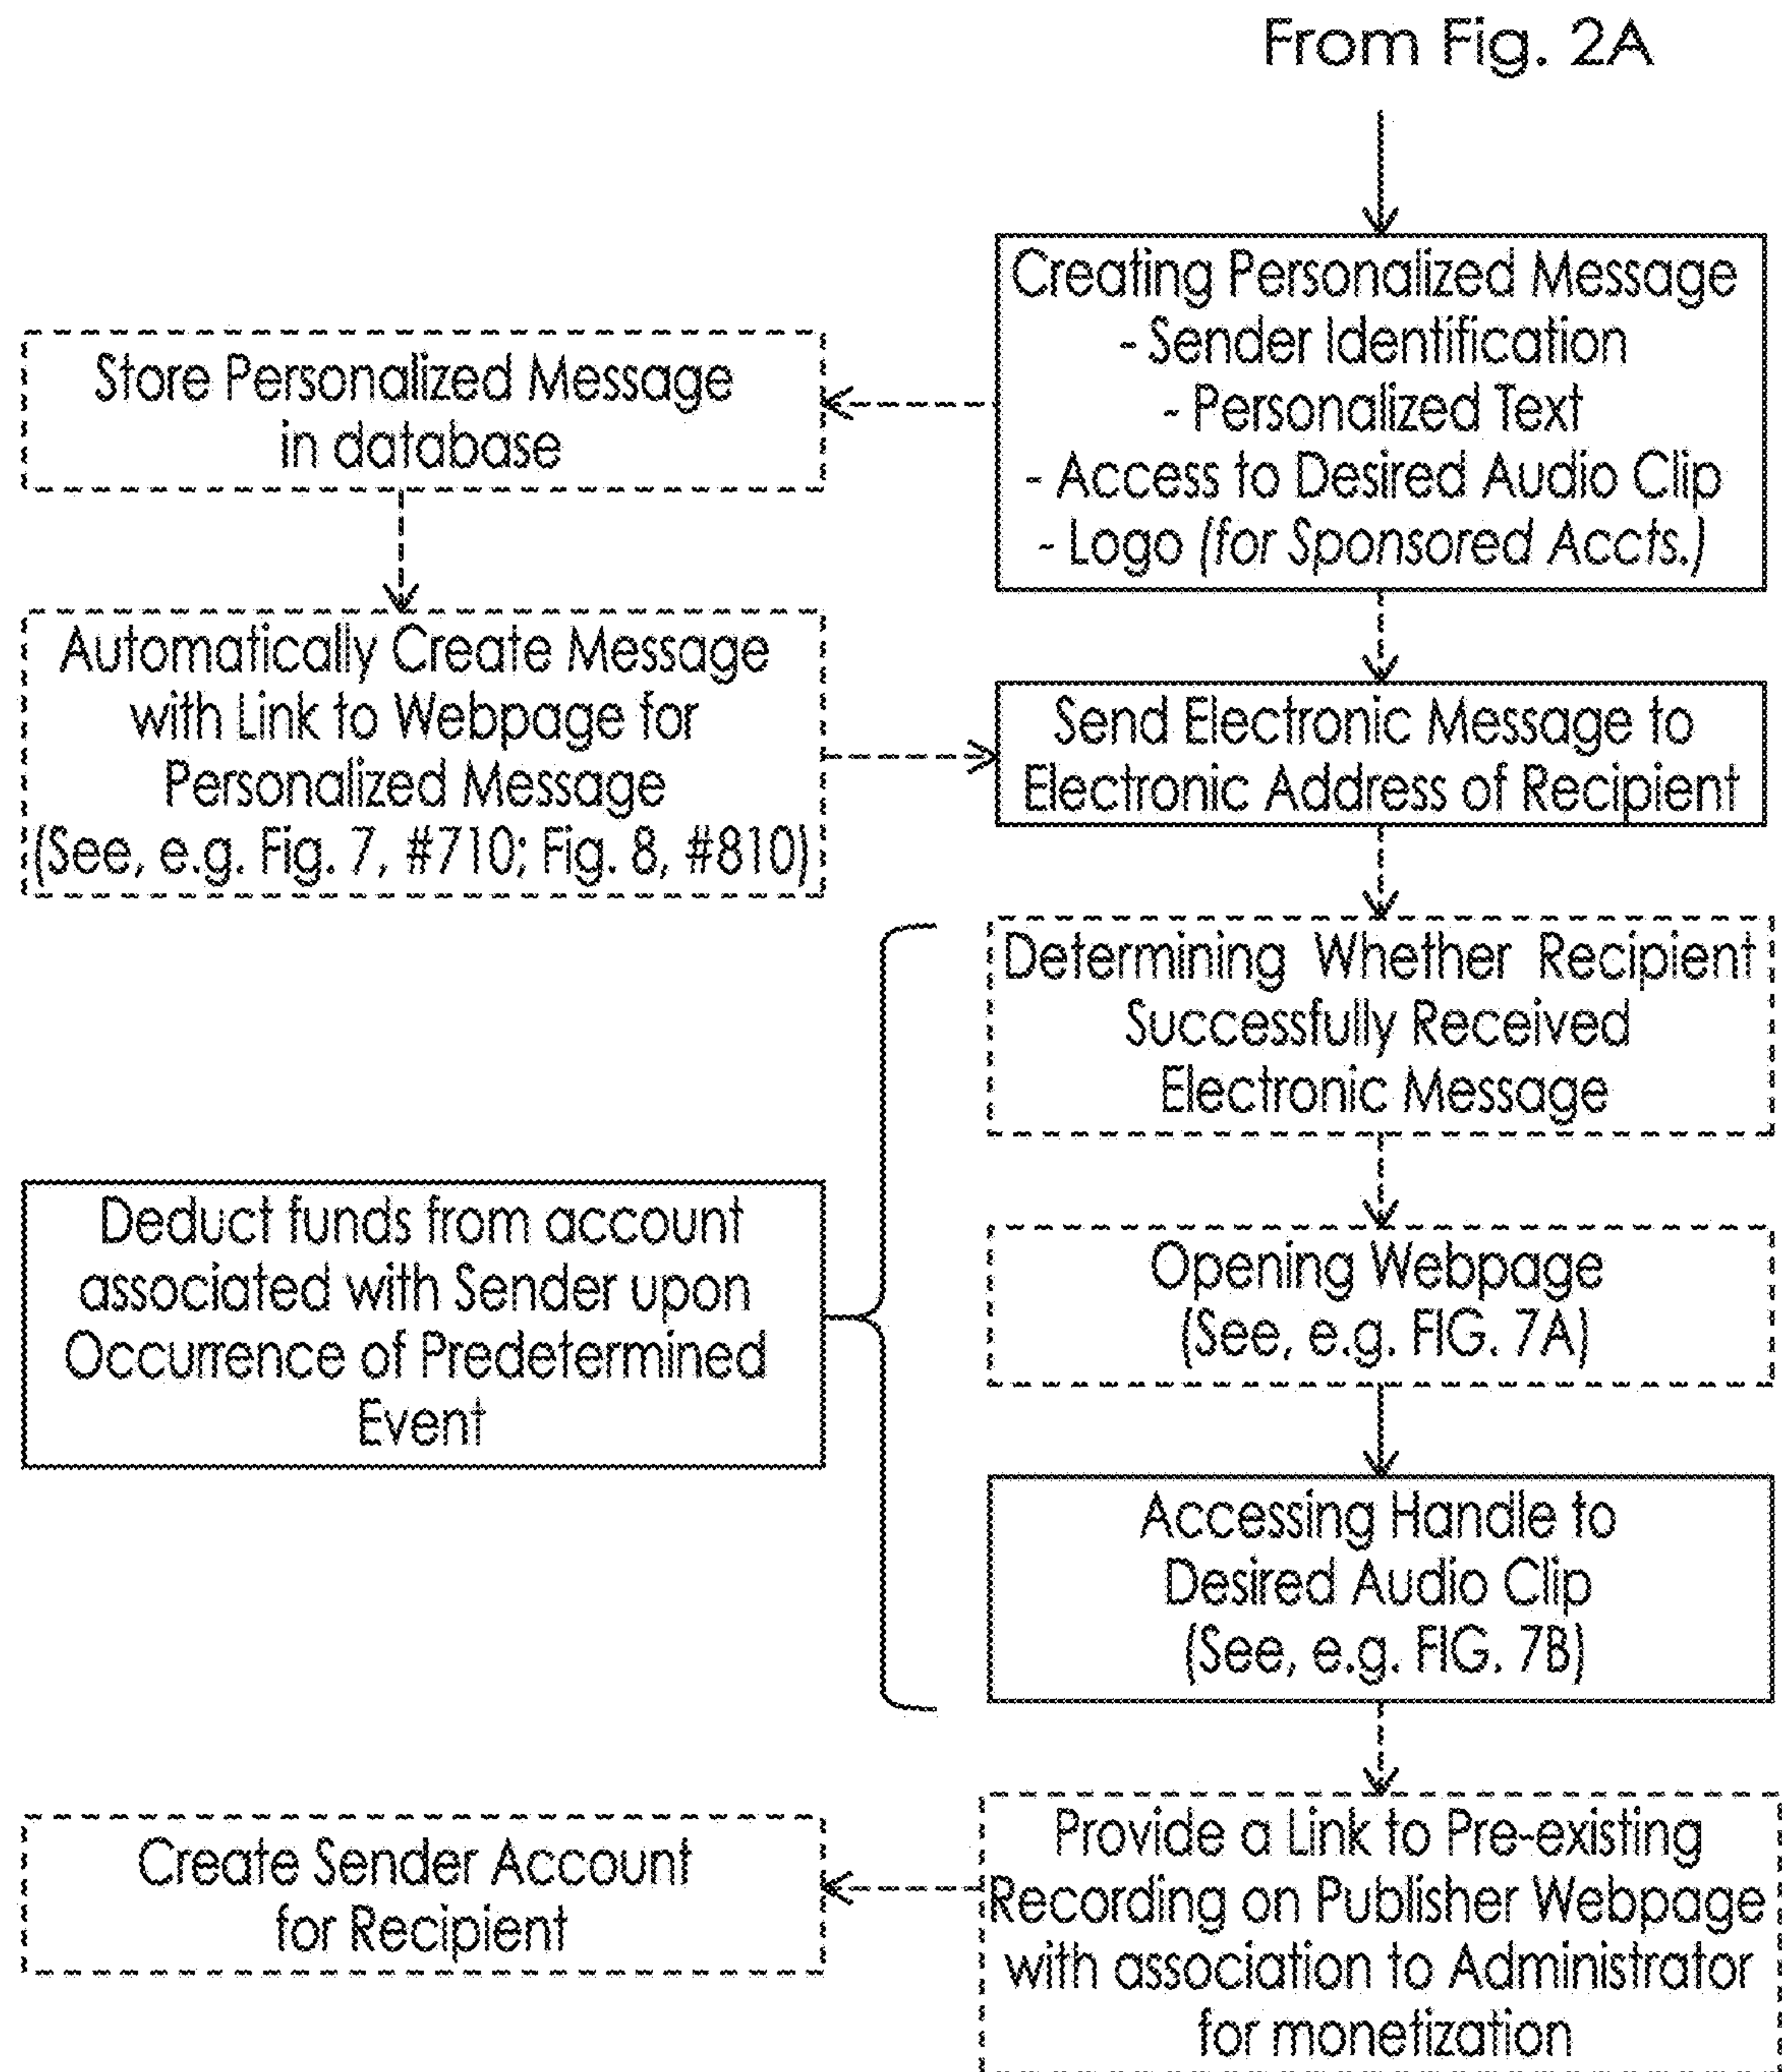 From Fig. 2A
Creating Personalized Message
- Sender Identification
- Personalized Text
- Access to Desired Audio Clip
- Logo (for Sponsored Accts.)
Store Personalized Message
in database
Automatically Create Message
with Link to Webpage for
Personalized Message
(See, e.g. Fig. 7, #710; Fig. 8, #810)
Send Electronic Message to
Electronic Address of Recipient
Determining Whether Recipient
Successfully Received
Electronic Message
Deduct funds from account
associated with Sender upon
Occurrence of Predetermined
Event
Opening Webpage
(See, e.g. FIG. 7A)
Accessing Handle to
Desired Audio Clip
(See, e.g. FIG. 7B)
Provide a Link to Pre-existing
Recording on Publisher Webpage
with association to Administrator
for monetization
Create Sender Account
for Recipient